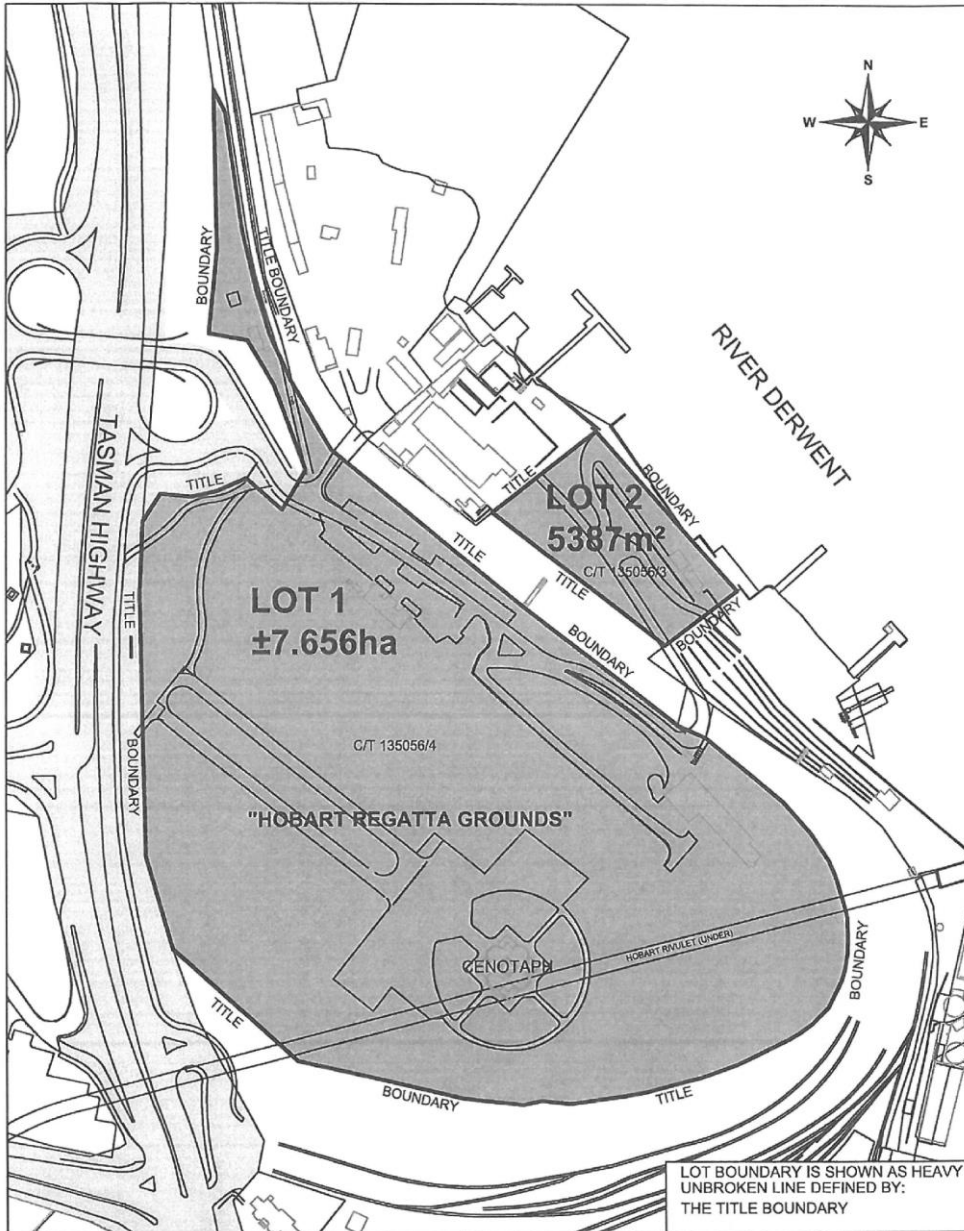 N
W E
S
BOUNDARY
TITLE BOUNDARY
RIVER DERWENT
TASMAN HIGHWAY
TITLE
TITLE
BOUNDARY
LOT 2
5387m²
C/T 135056/3
TITLE
TITLE
BOUNDARY
BOUNDARY
LOT 1
±7.656ha
TITLE
BOUNDARY
C/T 135056/4
"HOBART REGATTA GROUNDS"
HOBART RIVULET (UNDER)
CENOTAPH
BOUNDARY
TITLE
BOUNDARY
TITLE
LOT BOUNDARY IS SHOWN AS HEAVY
UNBROKEN LINE DEFINED BY:
THE TITLE BOUNDARY